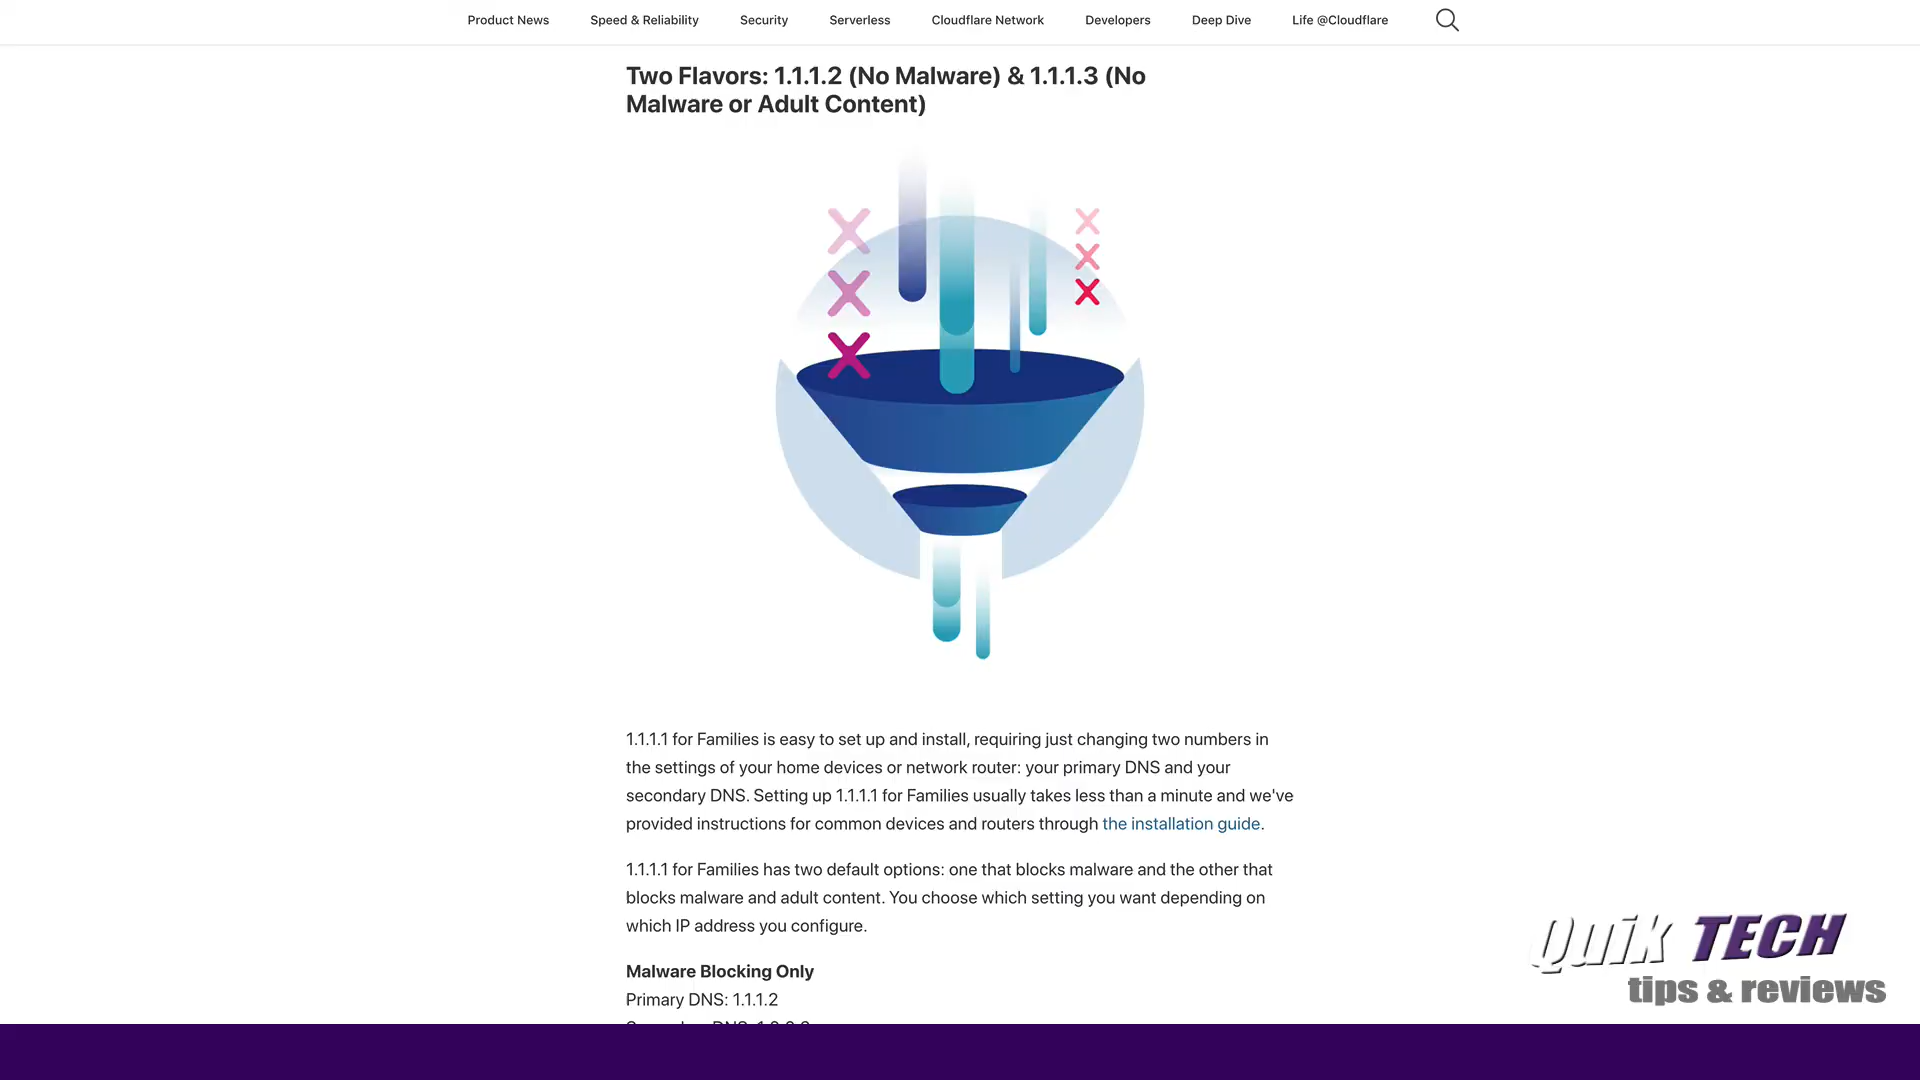 Product News Speed & Reliability Security Serverless Cloudflare Network Developers Deep Dive Life @Cloudflare
Two Flavors: 1.1.1.2 (No Malware) & 1.1.1.3 (No
Malware or Adult Content)
1.1.1.1 for Families is easy to set up and install, requiring just changing two numbers in
the settings of your home devices or network router: your primary DNS and your
secondary DNS. Setting up 1.1.1.1 for Families usually takes less than a minute and we've
provided instructions for common devices and routers through the installation guide.
1.1.1.1 for Families has two default options: one that blocks malware and the other that
blocks malware and adult content. You choose which setting you want depending on
which IP address you configure.
Malware Blocking Only
Primary DNS: 1.1.1.2
Quik TECH
tips & reviews